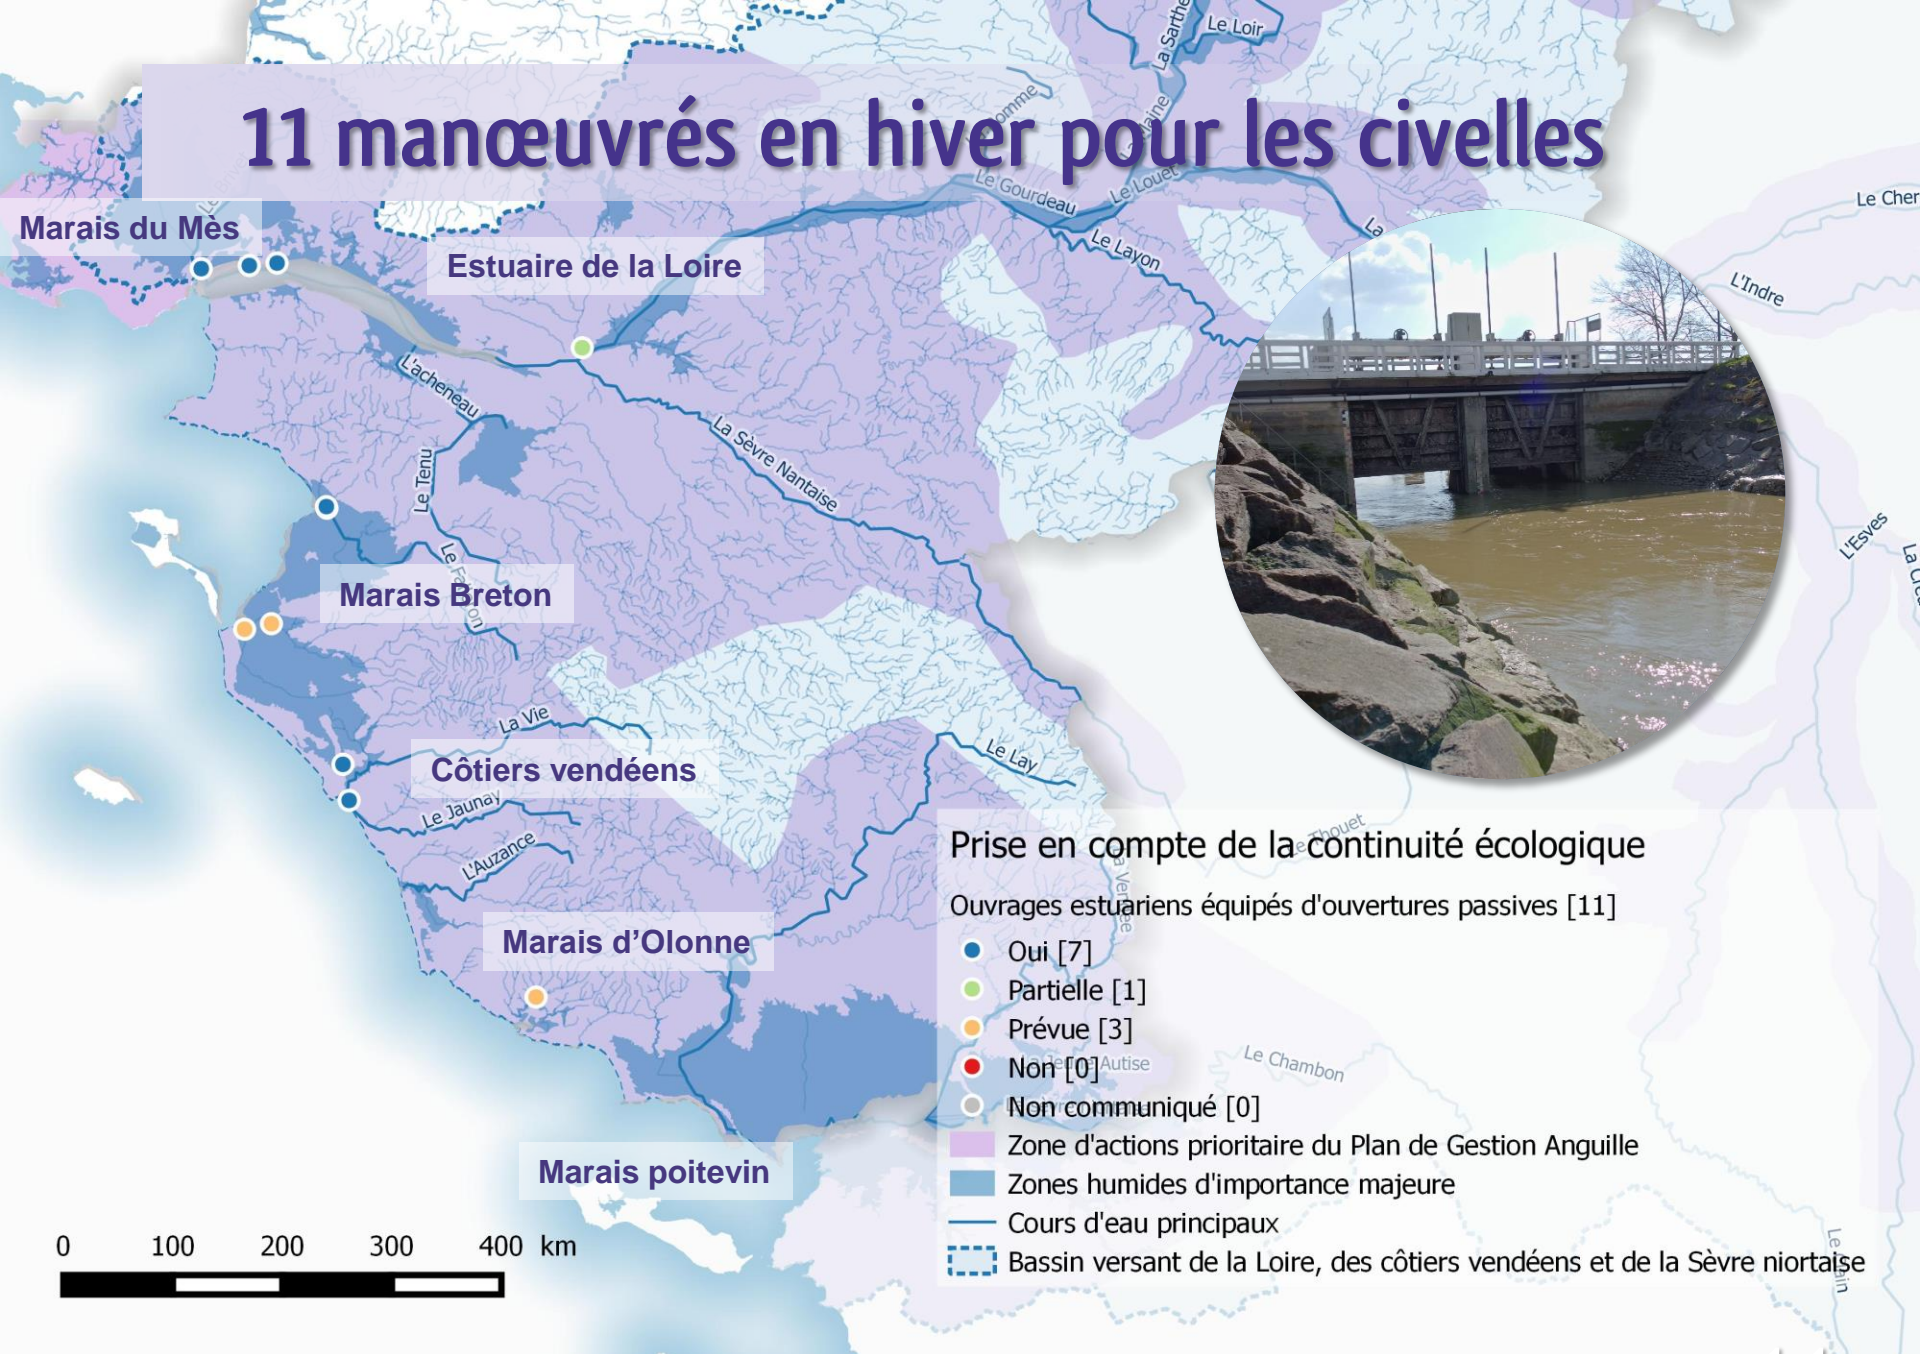 La Sarthe
Le Loir
11 manœuvrés en hiver pour les civelles
Le Gourdeau
Le Louet
Le Cher
Marais du Mès
Estuaire de la Loire
Le Layon
La
L'Indre
L'acheneau
Le Tenu
La Sèvre Nantaise
L'Esves
Marais Breton
La Vie
Côtiers vendéens
Le Lay
Le Jaunay
L'Auzance
Le Thouet
Prise en compte de la continuité écologique
Ouvrages estuariens équipés d'ouvertures passives [11]
Marais d'Olonne
Oui [7]
Partielle [1]
Prévue [3]
Non [0]
Autise
Le Chambon
Non communiqué [0]
Zone d'actions prioritaire du Plan de Gestion Anguille
Marais poitevin
Zones humides d'importance majeure
Cours d'eau principaux
Bassin versant de la Loire, des côtiers vendéens et de la Sèvre niortaise
0 100 200 300 400 km